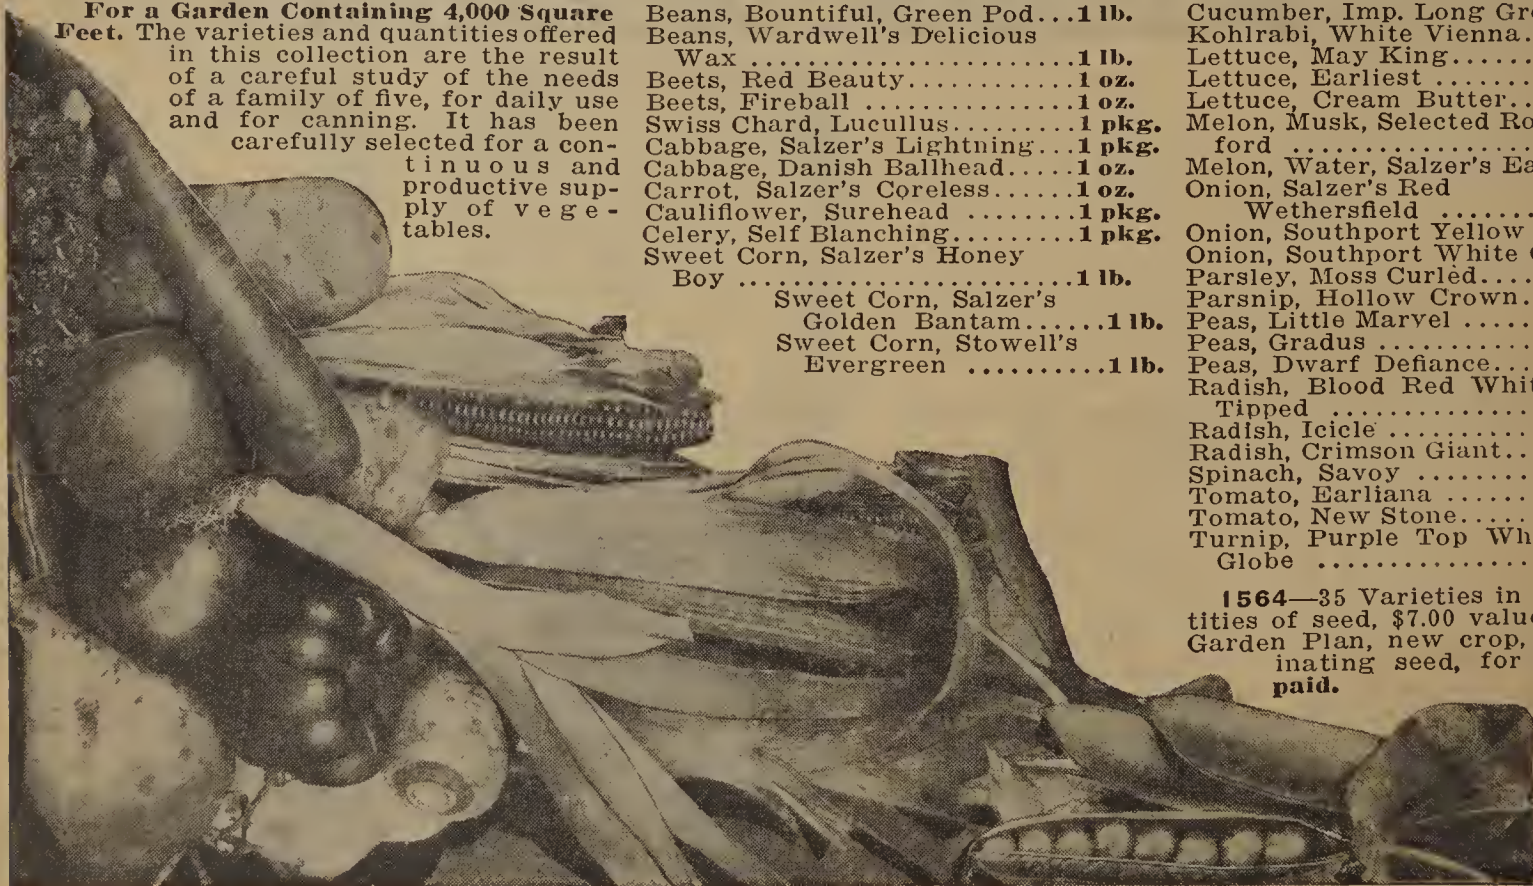 For a Garden Containing 4,000 Square
Feet. The varieties and quantities offered
in this collection are the result
of a careful study of the needs
of a family of five, for daily use
and for canning. It has been
carefully selected for a con-
tinuous and
productive sup-
ply of vege-
tables.
Beans, Bountiful, Green Pod...1 lb.
Beans, Wardwell's Delicious
Wax ......................1 lb.
Beets, Red Beauty............1 oz.
Beets, Fireball ...............1 oz.
Swiss Chard, Lucullus.........1 pkg.
Cabbage, Salzer's Lightning...1 pkg.
Cabbage, Danish Ballhead.....1 oz.
Carrot, Salzer's Coreless......1 oz.
Cauliflower, Surehead ........1 pkg.
Celery, Self Blanching.........1 pkg.
Sweet Corn, Salzer's Honey
Boy .......................1 lb.
Sweet Corn, Salzer's
Golden Bantam......1 lb.
Sweet Corn, Stowell's
Evergreen ..........1 lb.
Cucumber, Imp. Long Gr
Kohlrabi, White Vienna.
Lettuce, May King.....
Lettuce, Earliest .......
Lettuce, Cream Butter..
Melon, Musk, Selected Ro
ford ................
Melon, Water, Salzer's Ea
Onion, Salzer's Red
Wethersfield .......
Onion, Southport Yellow
Onion, Southport White
Parsley, Moss Curled....
Parsnip, Hollow Crown.
Peas, Little Marvel .....
Peas, Gradus ...........
Peas, Dwarf Defiance...
Radish, Blood Red Whit
Tipped ..............
Radish, Icicle ..........
Radish, Crimson Giant..
Spinach, Savoy ........
Tomato, Earliana ......
Tomato, New Stone.....
Turnip, Purple Top Wh
Globe ...............
1564—35 Varieties in
tities of seed, $7.00 valu
Garden Plan, new crop,
inating seed, for
paid.